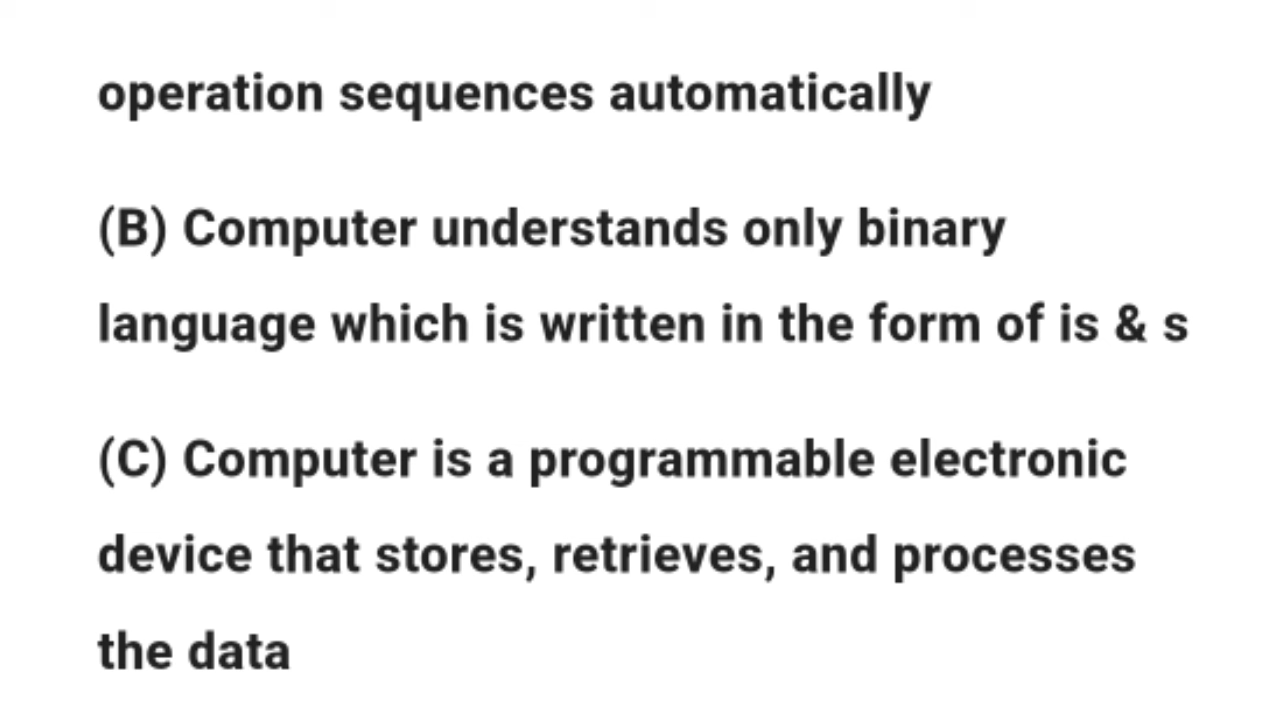 operation sequences automatically
(B) Computer understands only binary
language which is written in the form of is & s
(C) Computer is a programmable electronic
device that stores, retrieves, and processes
the data